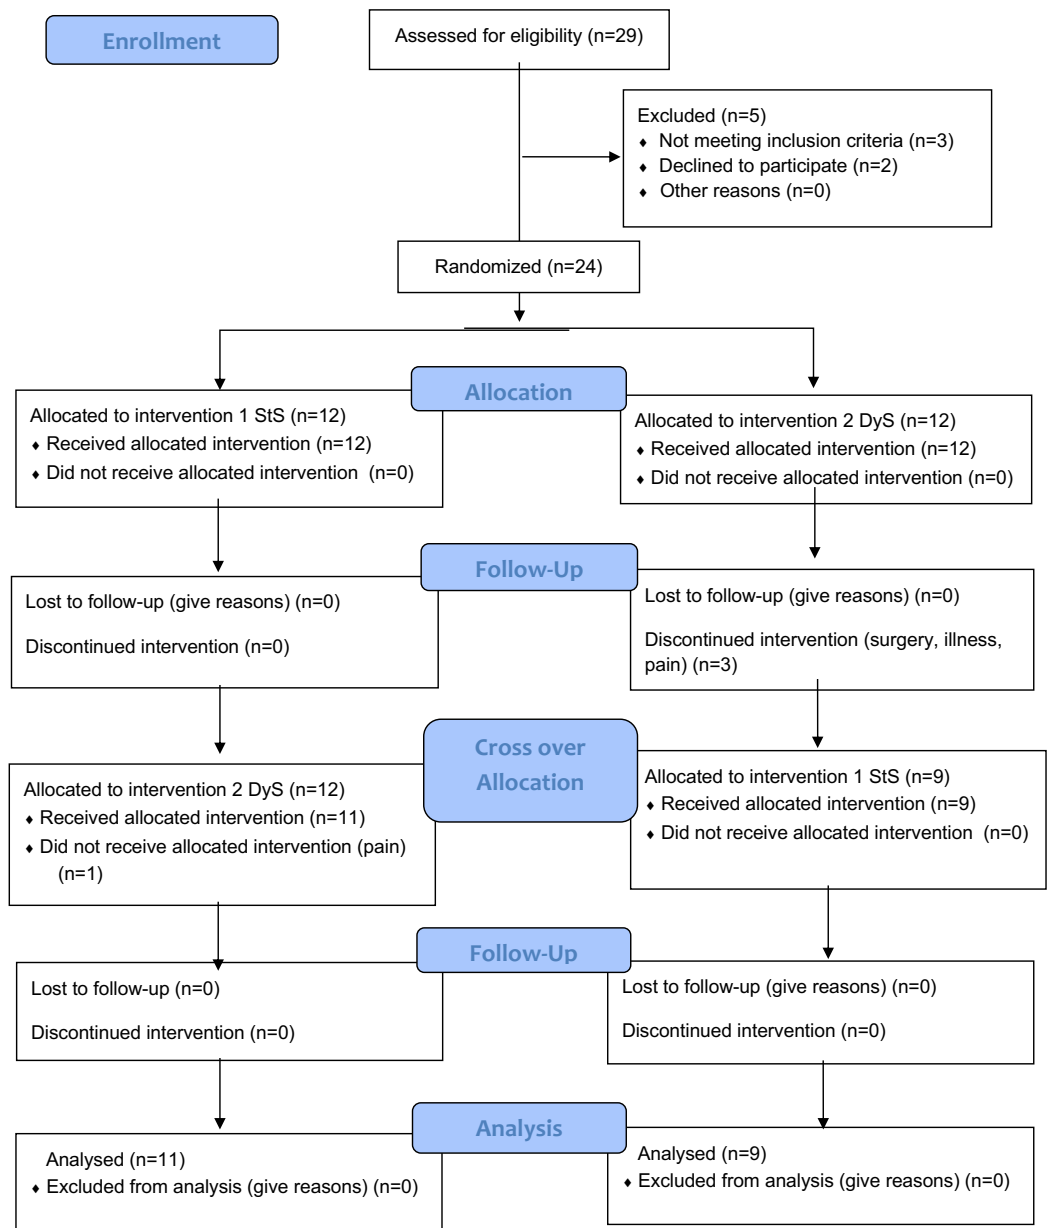 Enrollment
Assessed for eligibility (n=29)
Excluded (n=5)
♦ Not meeting inclusion criteria (n=3)
♦ Declined to participate (n=2)
♦ Other reasons (n=0)
Randomized (n=24)
Allocation
Allocated to intervention 1 StS (n=12)
♦ Received allocated intervention (n=12)
♦ Did not receive allocated intervention (n=0)
Allocated to intervention 2 DyS (n=12)
♦ Received allocated intervention (n=12)
♦ Did not receive allocated intervention (n=0)
Follow-Up
Lost to follow-up (give reasons) (n=0)
Discontinued intervention (n=0)
Lost to follow-up (give reasons) (n=0)
Discontinued intervention (surgery, illness,
pain) (n=3)
Cross over
Allocation
Allocated to intervention 2 DyS (n=12)
♦ Received allocated intervention (n=11)
♦ Did not receive allocated intervention (pain)
(n=1)
Allocated to intervention 1 StS (n=9)
♦ Received allocated intervention (n=9)
♦ Did not receive allocated intervention (n=0)
Follow-Up
Lost to follow-up (n=0)
Discontinued intervention (n=0)
Lost to follow-up (give reasons) (n=0)
Discontinued intervention (n=0)
Analysis
Analysed (n=11)
♦ Excluded from analysis (give reasons) (n=0)
Analysed (n=9)
♦ Excluded from analysis (give reasons) (n=0)